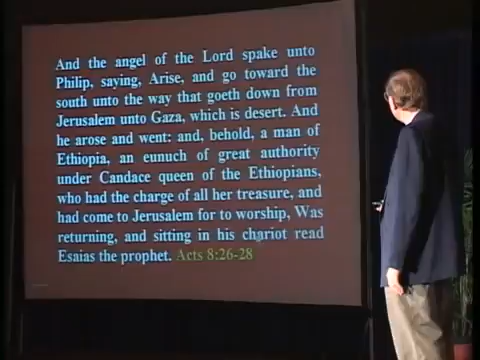 And the angel of the Lord spake unto
Philip, saying, Arise, and go toward the
south unto the way that goeth down from
Jerusalem unto Gaza, which is desert. And
he arose and went: and, behold, a man of
Ethiopia, an eunuch of great authority
under Candace queen of the Ethiopians,
who had the charge of all her treasure, and
had come to Jerusalem for to worship, Was
returning, and sitting in his chariot read
Esaias the prophet. Acts 8:26-28